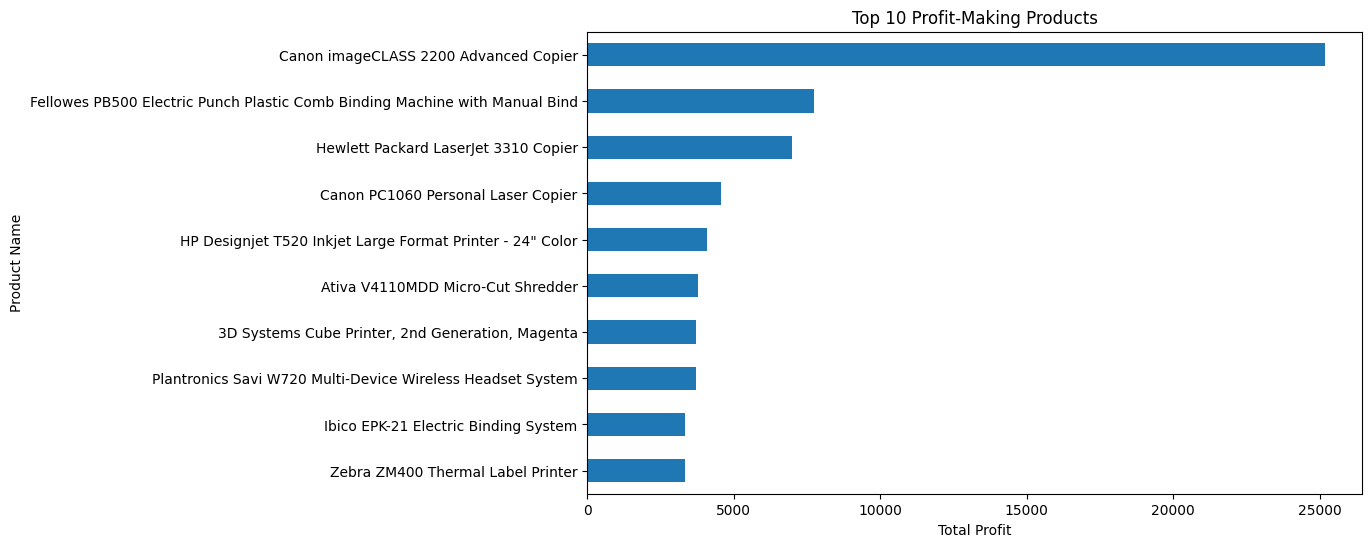 Top 10 Profit-Making Products
Canon imageCLASS 2200 Advanced Copier
Fellowes PB500 Electric Punch Plastic Comb Binding Machine with Manual Bind
Hewlett Packard LaserJet 3310 Copier
Canon PC1060 Personal Laser Copier
HP Designjet T520 Inkjet Large Format Printer - 24" Color
Ativa V4110MDD Micro-Cut Shredder
3D Systems Cube Printer, 2nd Generation, Magenta
Plantronics Savi W720 Multi-Device Wireless Headset System
Ibico EPK-21 Electric Binding System
Zebra ZM400 Thermal Label Printer
Product Name
0 5000 10000 15000 20000 25000
Total Profit